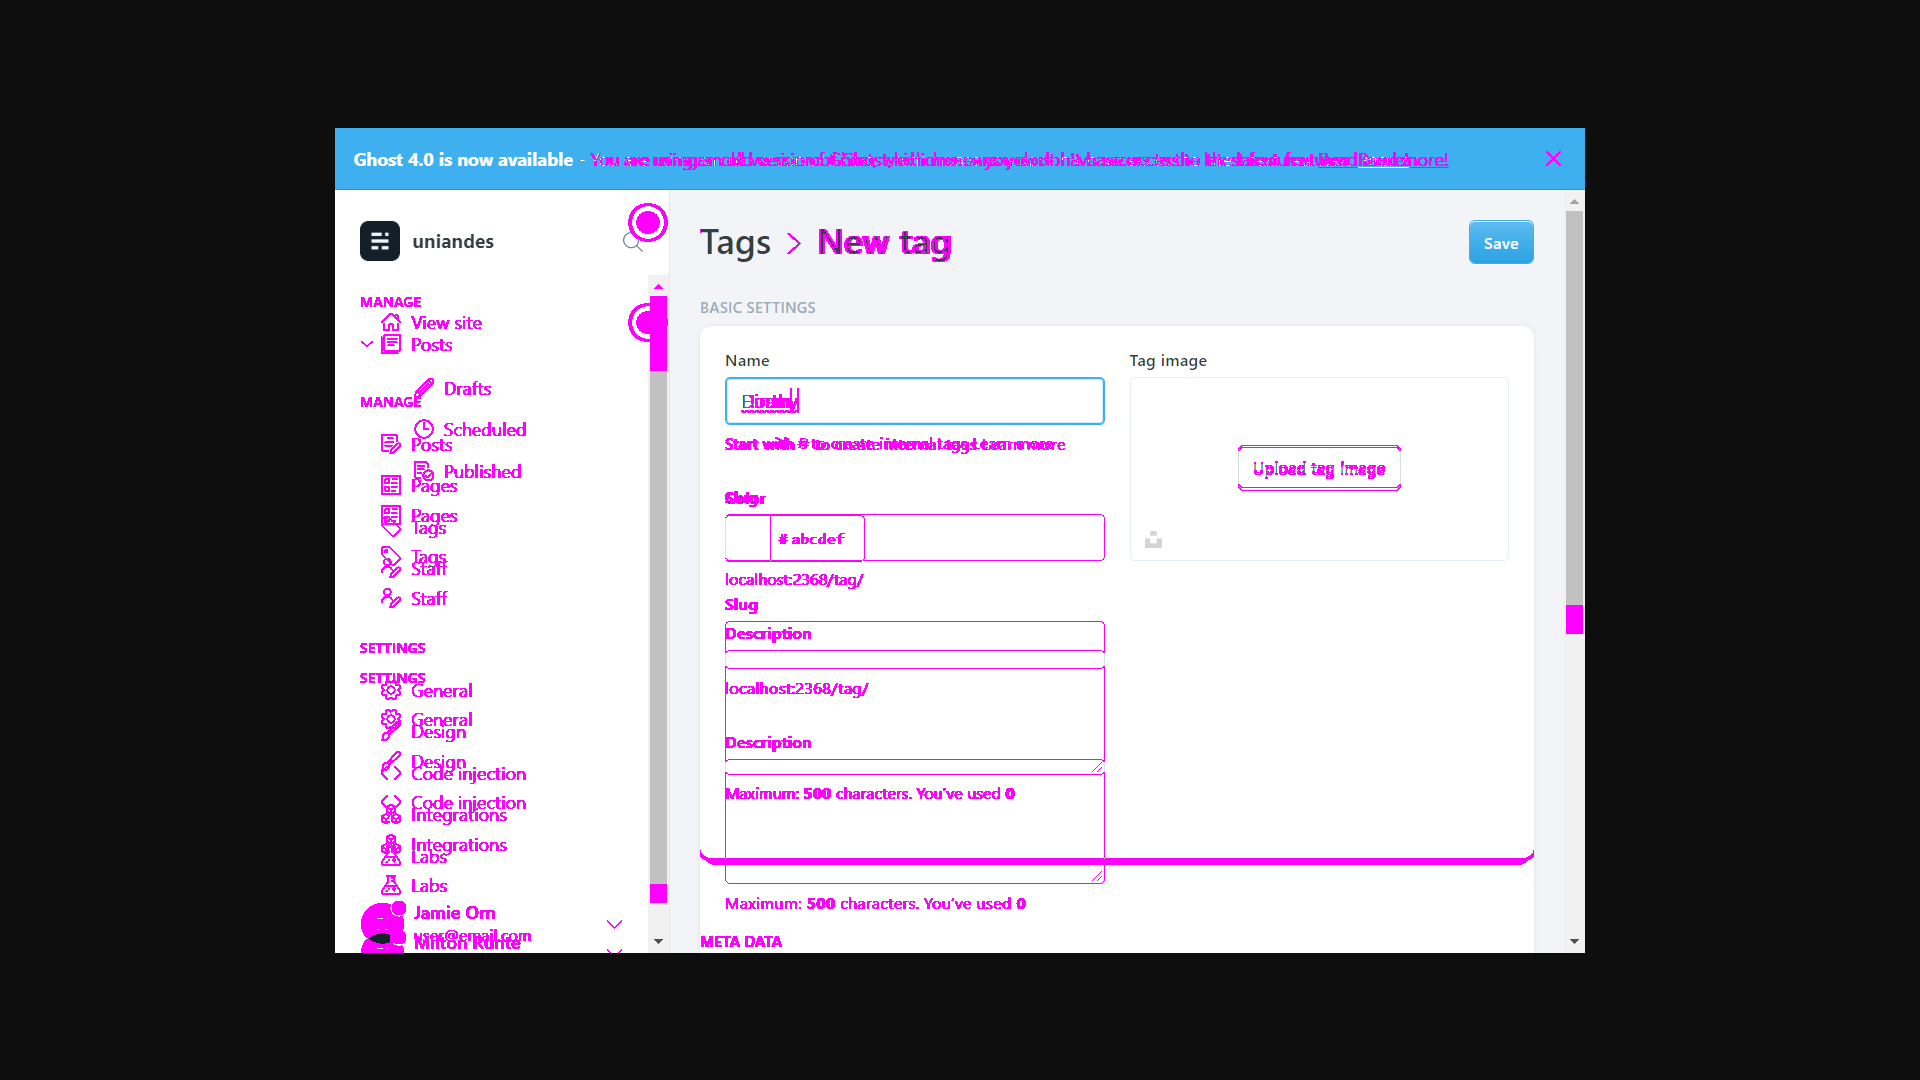 Ghost 4.0 is now available -
uniandes
Tags > New tag
Save
MANAGE
View site
Posts
Drafts
MANAGE
Scheduled
Posts
Published
Pages
Pages
Tags
Tags
Staff
Staff
SETTINGS
SETTINGS
General
General
Design
Design
Code injection
Code injection
Integrations
Integrations
Labs
Labs
Jamie Orn
user@email.com
Milton Runte
BASIC SETTINGS
Name
Start with # to create internal tags Learn more
Slug
# abcdef
localhost:2368/tag/
Slug
Description
localhost:2368/tag/
Description
Maximum: 500 characters. You've used 0
Maximum: 500 characters. You've used 0
META DATA
Tag image
Upload tag image